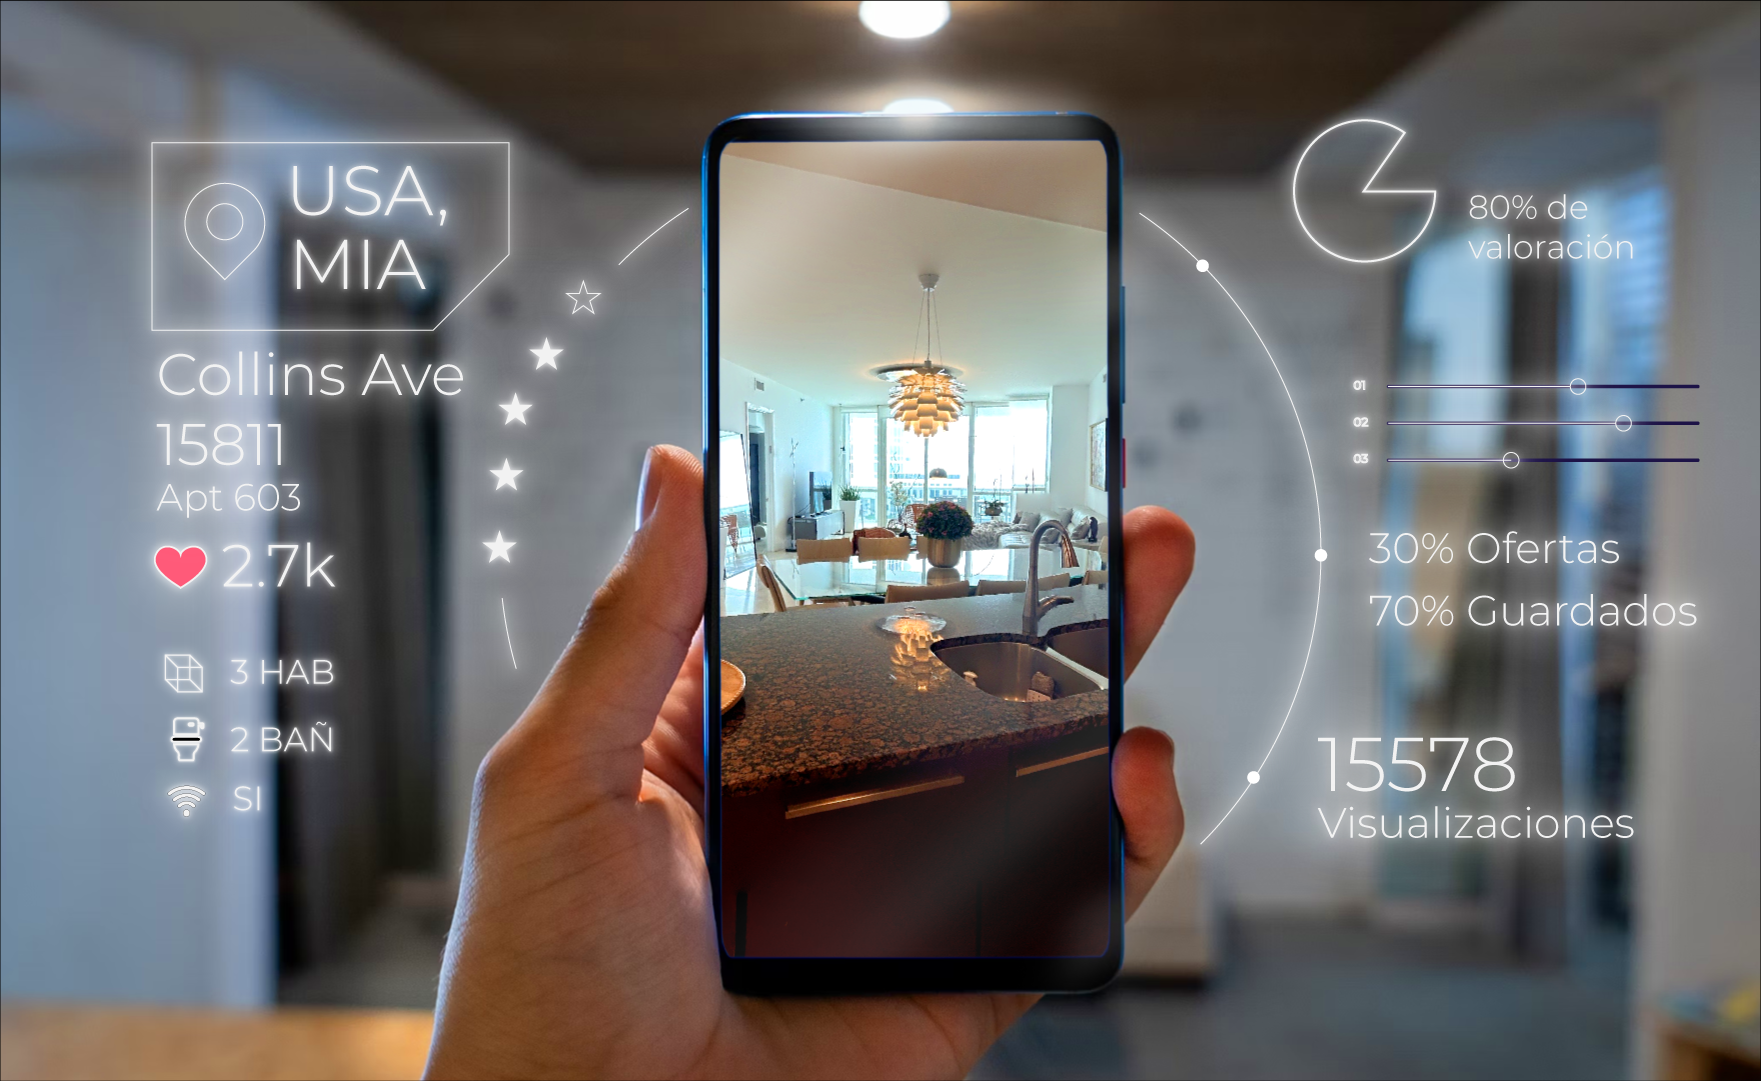 USA,
MIA
Collins Ave
15811
Apt 603
2.7k
3 HAB
2 BAÑ
SI
80% de
valoración
01
02
03
30% Ofertas
70% Guardados
15578
Visualizaciones